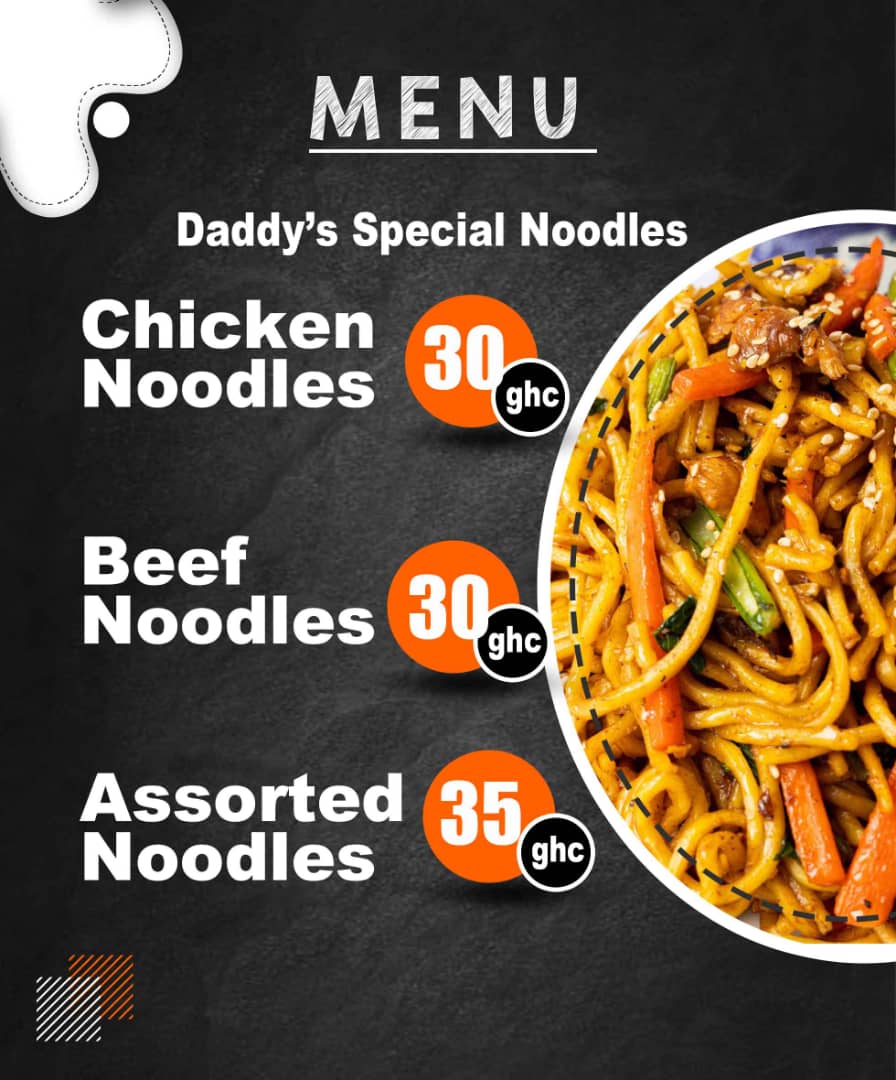 MENU
Daddy's Special Noodles
Chicken
Noodles
30
ghc
Beef
Noodles
30
ghc
Assorted
Noodles
35
ghc